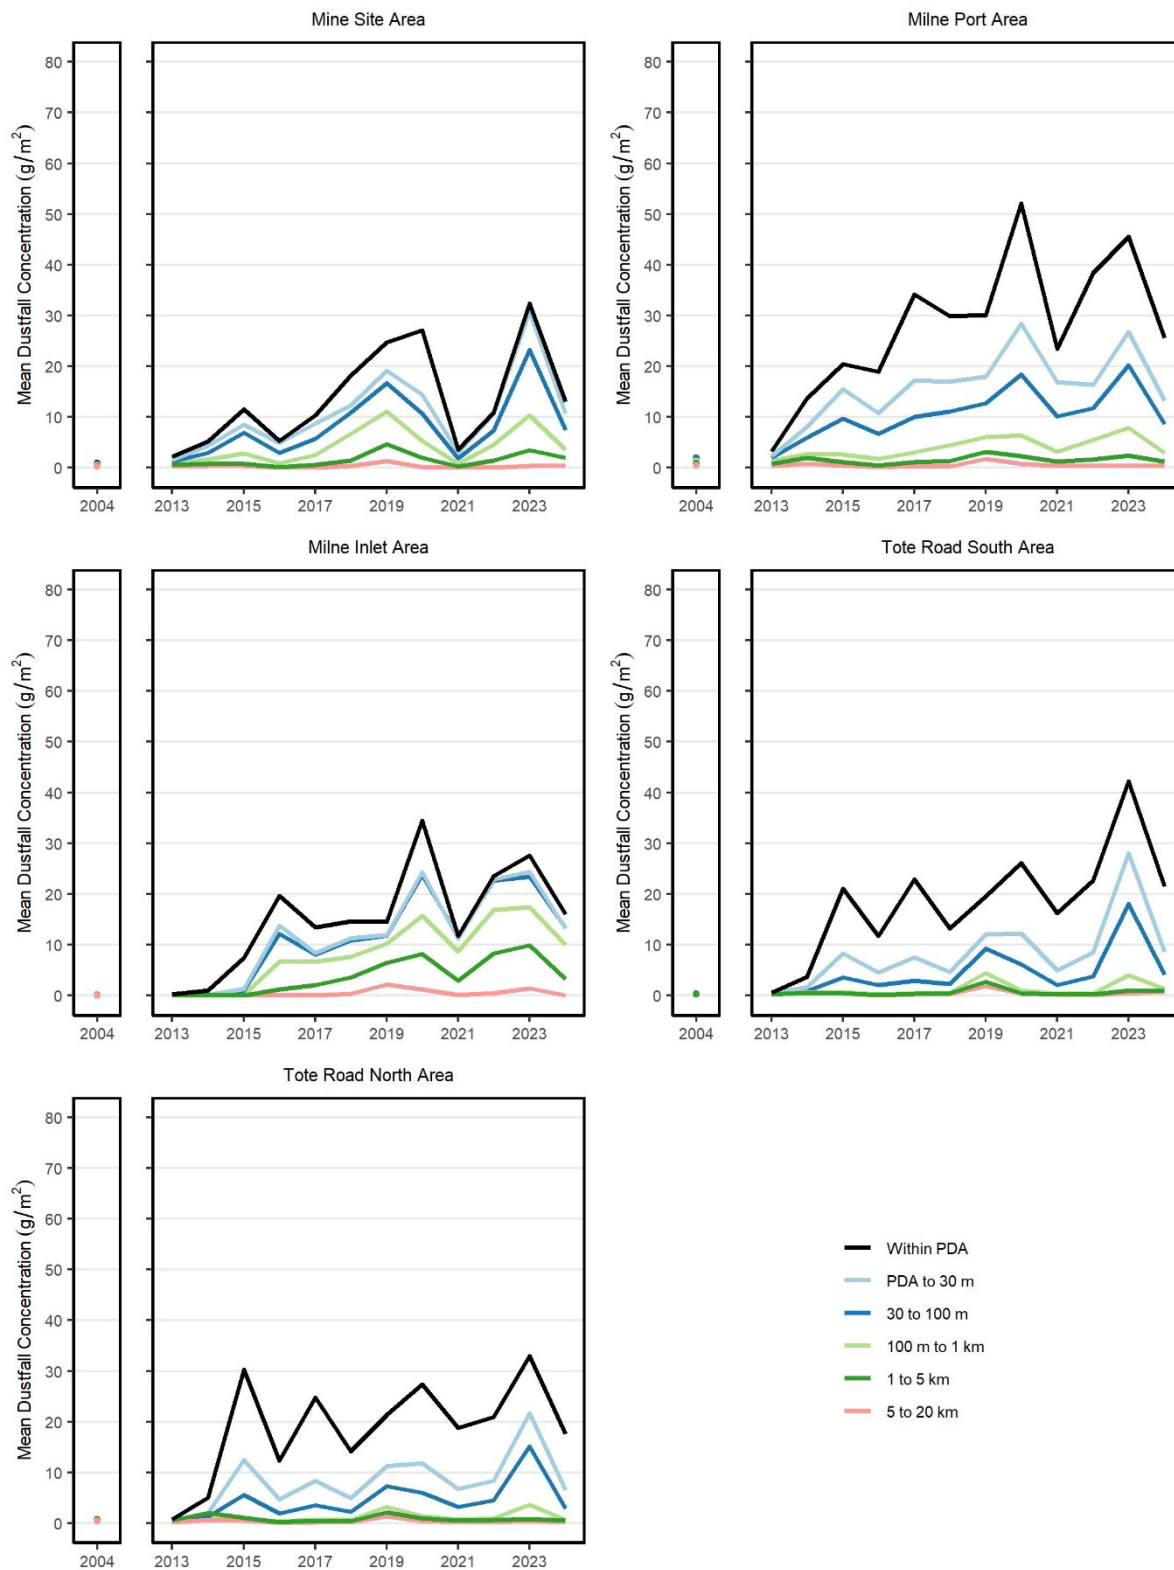 Mine Site Area
Mean Dustfall Concentration (g/m²)
80
70
60
50
40
30
20
10
0
2004
2013 2015 2017 2019 2021 2023
Milne Port Area
Mean Dustfall Concentration (g/m²)
80
70
60
50
40
30
20
10
0
2004
2013 2015 2017 2019 2021 2023
Milne Inlet Area
Mean Dustfall Concentration (g/m²)
80
70
60
50
40
30
20
10
0
2004
2013 2015 2017 2019 2021 2023
Tote Road South Area
Mean Dustfall Concentration (g/m²)
80
70
60
50
40
30
20
10
0
2004
2013 2015 2017 2019 2021 2023
Tote Road North Area
Mean Dustfall Concentration (g/m²)
80
70
60
50
40
30
20
10
0
2004
2013 2015 2017 2019 2021 2023
Within PDA
PDA to 30 m
30 to 100 m
100 m to 1 km
1 to 5 km
5 to 20 km